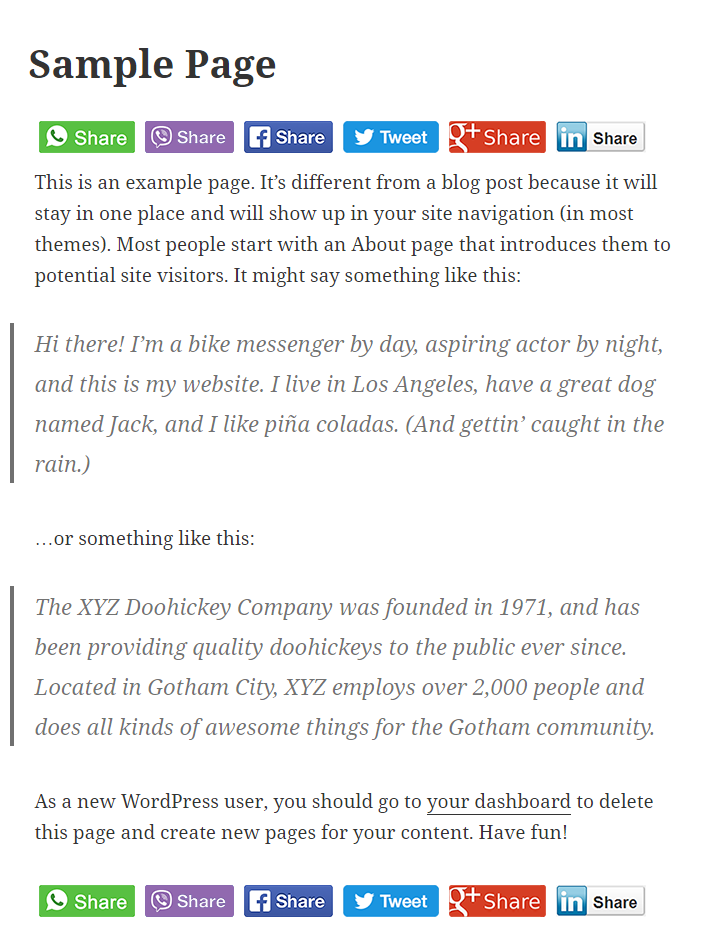 Sample Page
Share Share f Share Tweet g+ Share in Share
This is an example page. It’s different from a blog post because it will
stay in one place and will show up in your site navigation (in most
themes). Most people start with an About page that introduces them to
potential site visitors. It might say something like this:
Hi there! I’m a bike messenger by day, aspiring actor by night,
and this is my website. I live in Los Angeles, have a great dog
named Jack, and I like piña coladas. (And gettin’ caught in the
rain.)
…or something like this:
The XYZ Doohickey Company was founded in 1971, and has
been providing quality doohickeys to the public ever since.
Located in Gotham City, XYZ employs over 2,000 people and
does all kinds of awesome things for the Gotham community.
As a new WordPress user, you should go to your dashboard to delete
this page and create new pages for your content. Have fun!
Share Share f Share Tweet g+ Share in Share